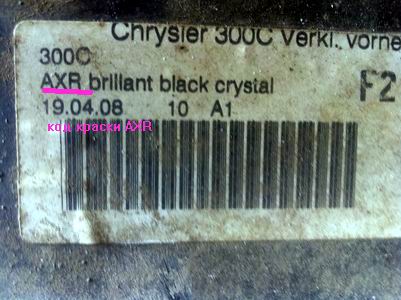 Chrysler 300C Verkl. vorne
300C
AXR brillant black crystal
F2
19.04.08 10 A1
код краски AXR